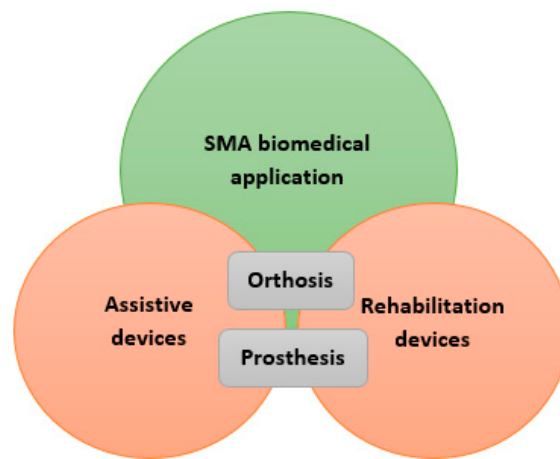 SMA biomedical
application
Orthosis
Assistive
devices
Rehabilitation
devices
Prosthesis